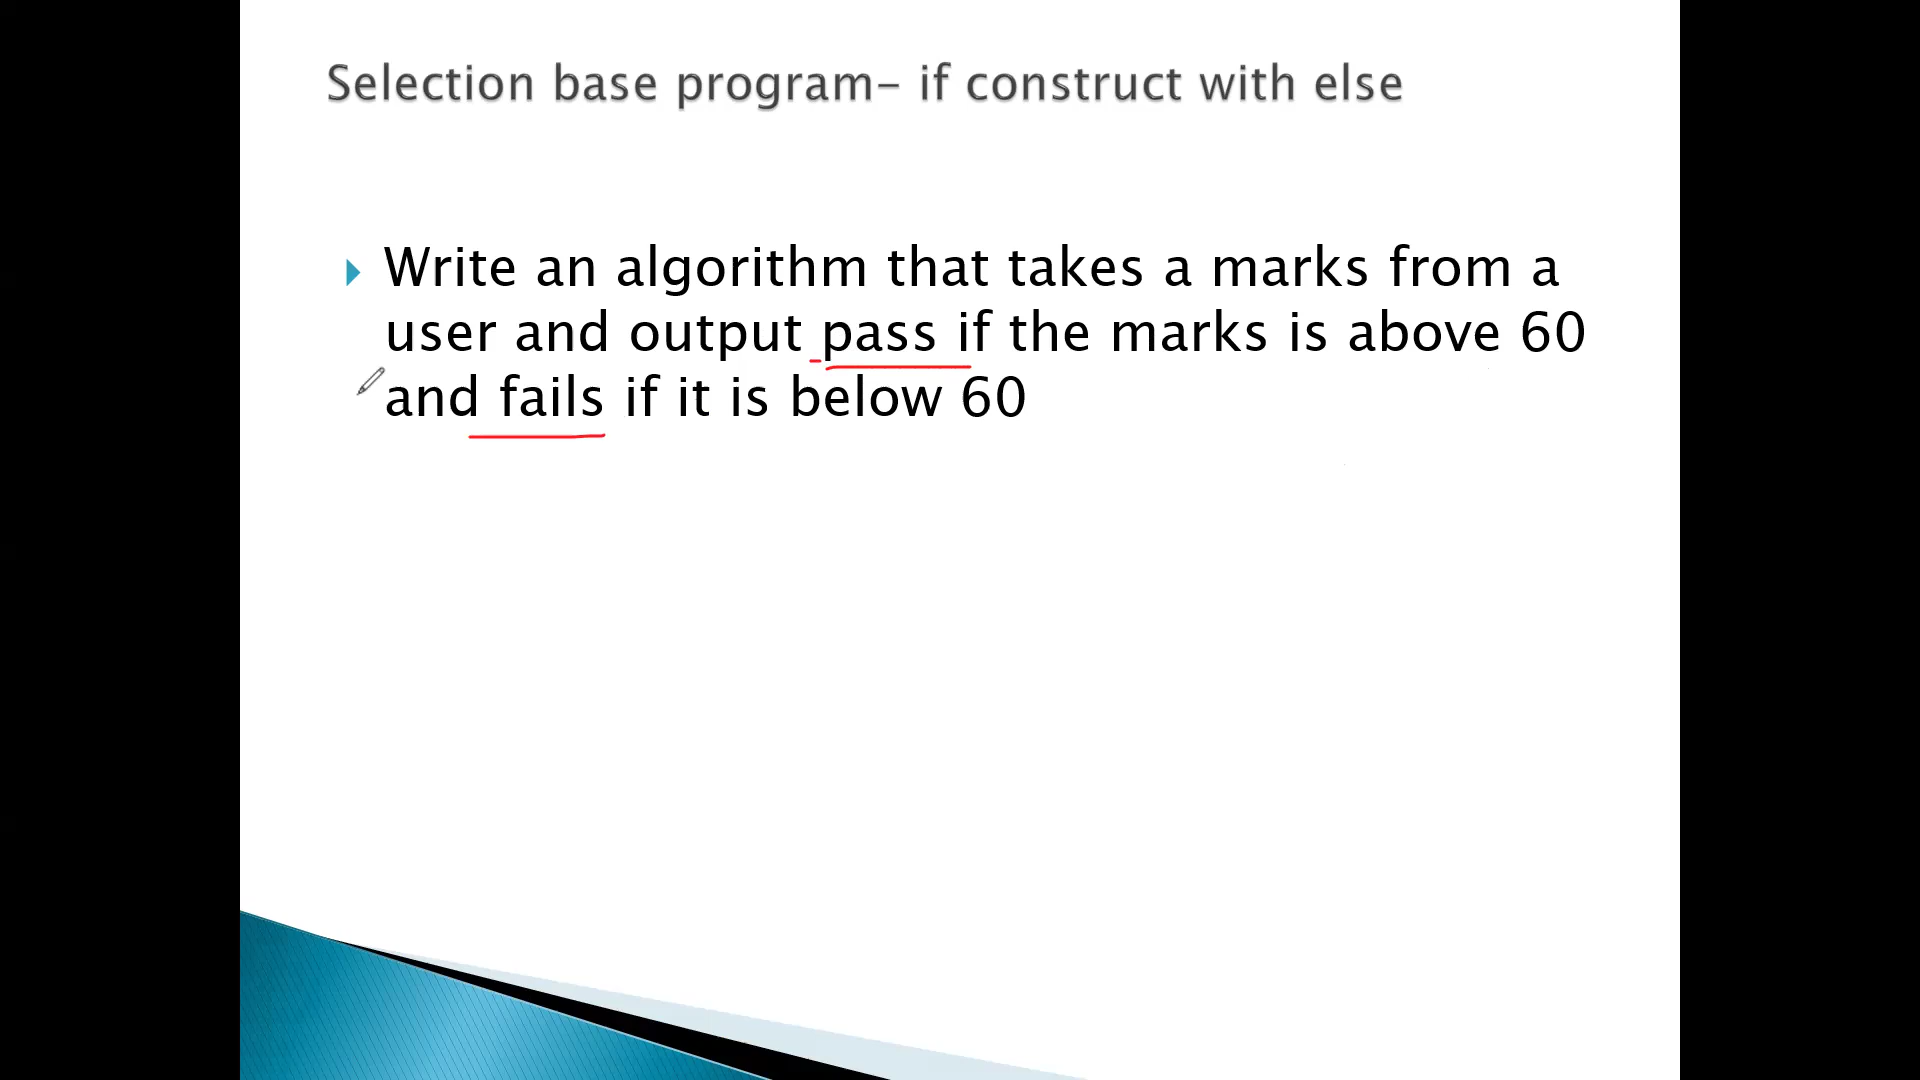 Selection base program- if construct with else
Write an algorithm that takes a marks from a
user and output pass if the marks is above 60
and fails if it is below 60